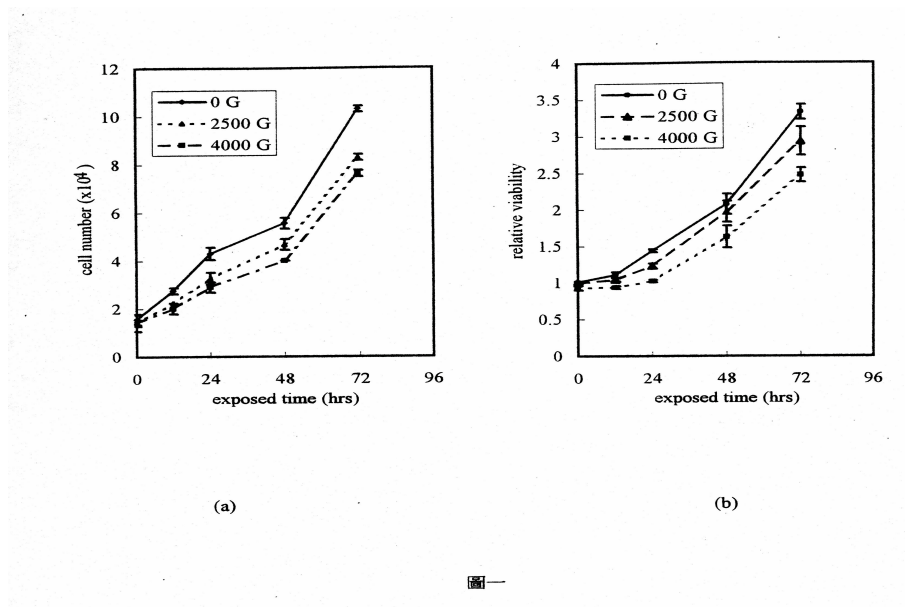 12
10
8
6
4
2
0
cell number (x10⁴)
0 G
2500 G
4000 G
0 24 48 72 96
exposed time (hrs)
(a)
4
3.5
3
2.5
2
1.5
1
0.5
0
relative viability
0 G
2500 G
4000 G
0 24 48 72 96
exposed time (hrs)
(b)
圖一